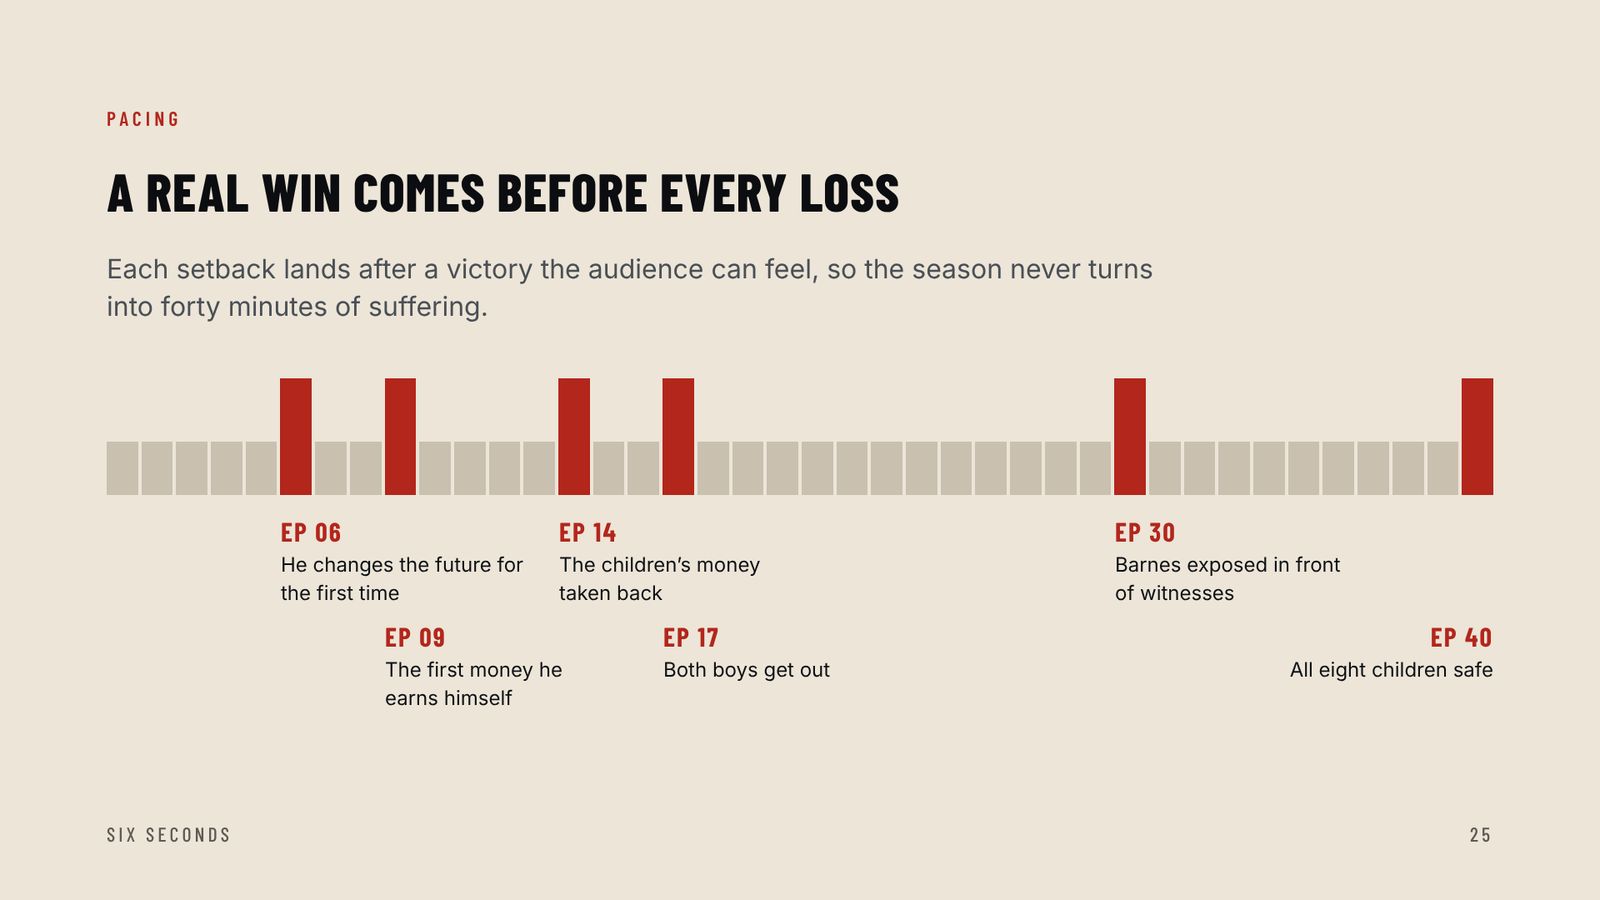 PACING
A REAL WIN COMES BEFORE EVERY LOSS
Each setback lands after a victory the audience can feel, so the season never turns
into forty minutes of suffering.
EP 06
He changes the future for
the first time
EP 14
The children’s money
taken back
EP 30
Barnes exposed in front
of witnesses
EP 09
The first money he
earns himself
EP 17
Both boys get out
EP 40
All eight children safe
SIX SECONDS
25